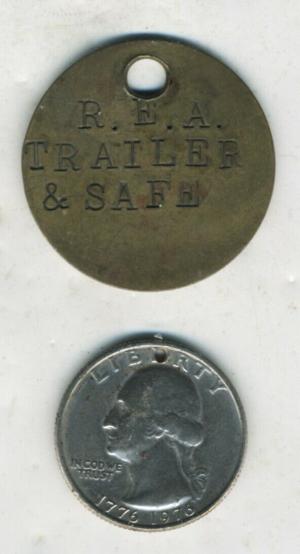 R.E.A.
TRAILER
& SAFE
LIBERTY
IN GOD WE
TRUST
1776 1976